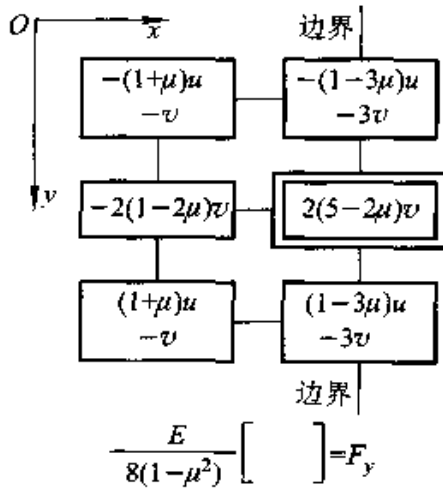 O x 边界
-(1+μ)u -(1-3μ)u
-v -3v
y -2(1-2μ)v 2(5-2μ)v
(1+μ)u (1-3μ)u
-v -3v
边界
E/8(1-μ²) [ ] =F_y